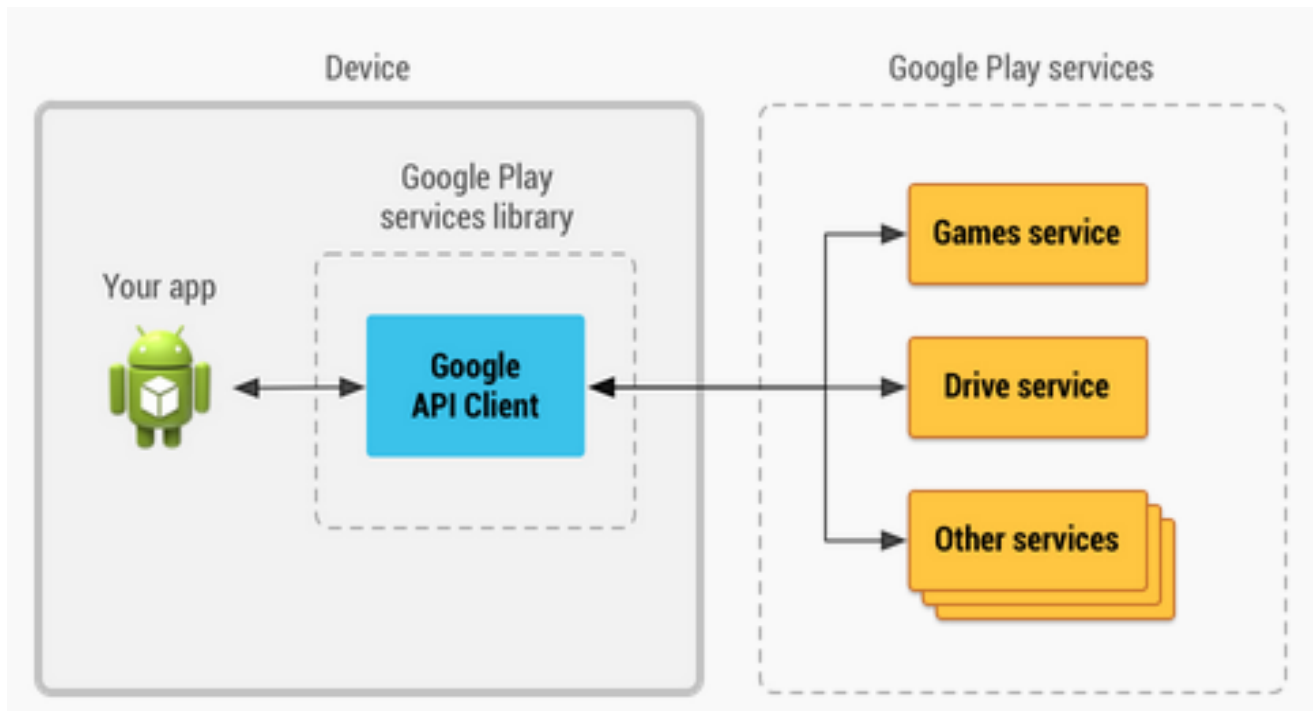 Device
Google Play services
Google Play
services library
Your app
Google
API Client
Games service
Drive service
Other services